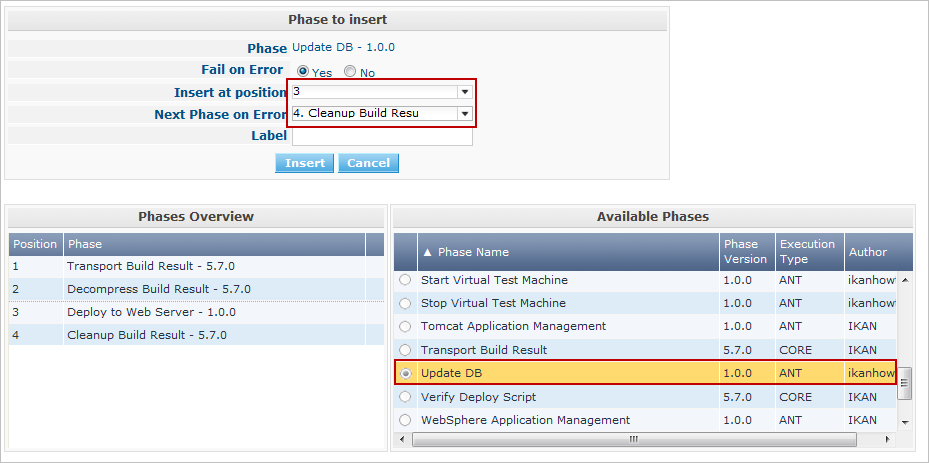 Phase to insert
Phase Update DB - 1.0.0
Fail on Error Yes No
Insert at position 3
Next Phase on Error 4. Cleanup Build Resu
Label
Insert Cancel
Phases Overview
Position Phase
1 Transport Build Result - 5.7.0
2 Decompress Build Result - 5.7.0
3 Deploy to Web Server - 1.0.0
4 Cleanup Build Result - 5.7.0
Available Phases
▲ Phase Name Phase Version Execution Type Author
Start Virtual Test Machine 1.0.0 ANT ikanhow
Stop Virtual Test Machine 1.0.0 ANT ikanhow
Tomcat Application Management 1.0.0 ANT IKAN
Transport Build Result 5.7.0 CORE IKAN
Update DB 1.0.0 ANT ikanhow
Verify Deploy Script 5.7.0 CORE IKAN
WebSphere Application Management 1.0.0 ANT IKAN